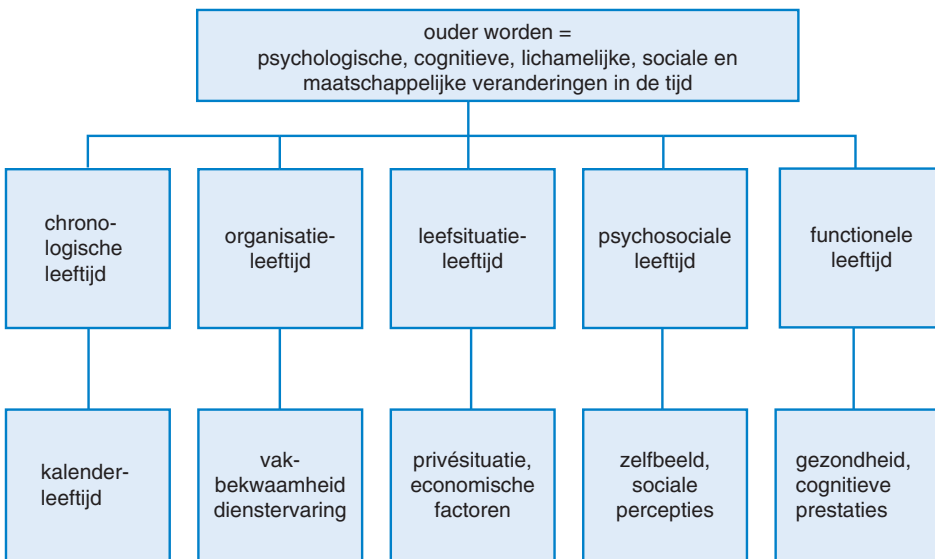 ouder worden =
psychologische, cognitieve, lichamelijke, sociale en
maatschappelijke veranderingen in de tijd
chrono-
logische
leeftijd
organisatie-
leeftijd
leefsituatie-
leeftijd
psychosociale
leeftijd
functionele
leeftijd
kalender-
leeftijd
vak-
bekwaamheid
dienstervaring
privésituatie,
economische
factoren
zelfbeeld,
sociale
percepties
gezondheid,
cognitieve
prestaties